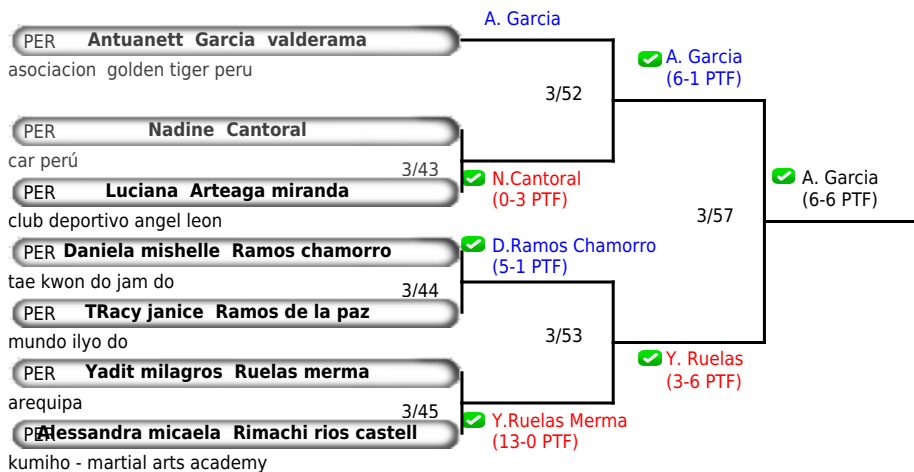 A. Garcia
PER Antuanett Garcia valderama
asociacion golden tiger peru
A. Garcia
(6-1 PTF)
3/52
PER Nadine Cantoral
car perú
3/43
PER Luciana Arteaga miranda
club deportivo angel leon
N.Cantoral
(0-3 PTF)
A. Garcia
(6-6 PTF)
3/57
PER Daniela mishelle Ramos chamorro
tae kwon do jam do
D.Ramos Chamorro
(5-1 PTF)
3/44
PER TRacy janice Ramos de la paz
mundo ilyo do
3/53
PER Yadit milagros Ruelas merma
arequipa
Y. Ruelas
(3-6 PTF)
3/45
PER Alessandra micaela Rimachi rios castell
kumiho - martial arts academy
Y.Ruelas Merma
(13-0 PTF)